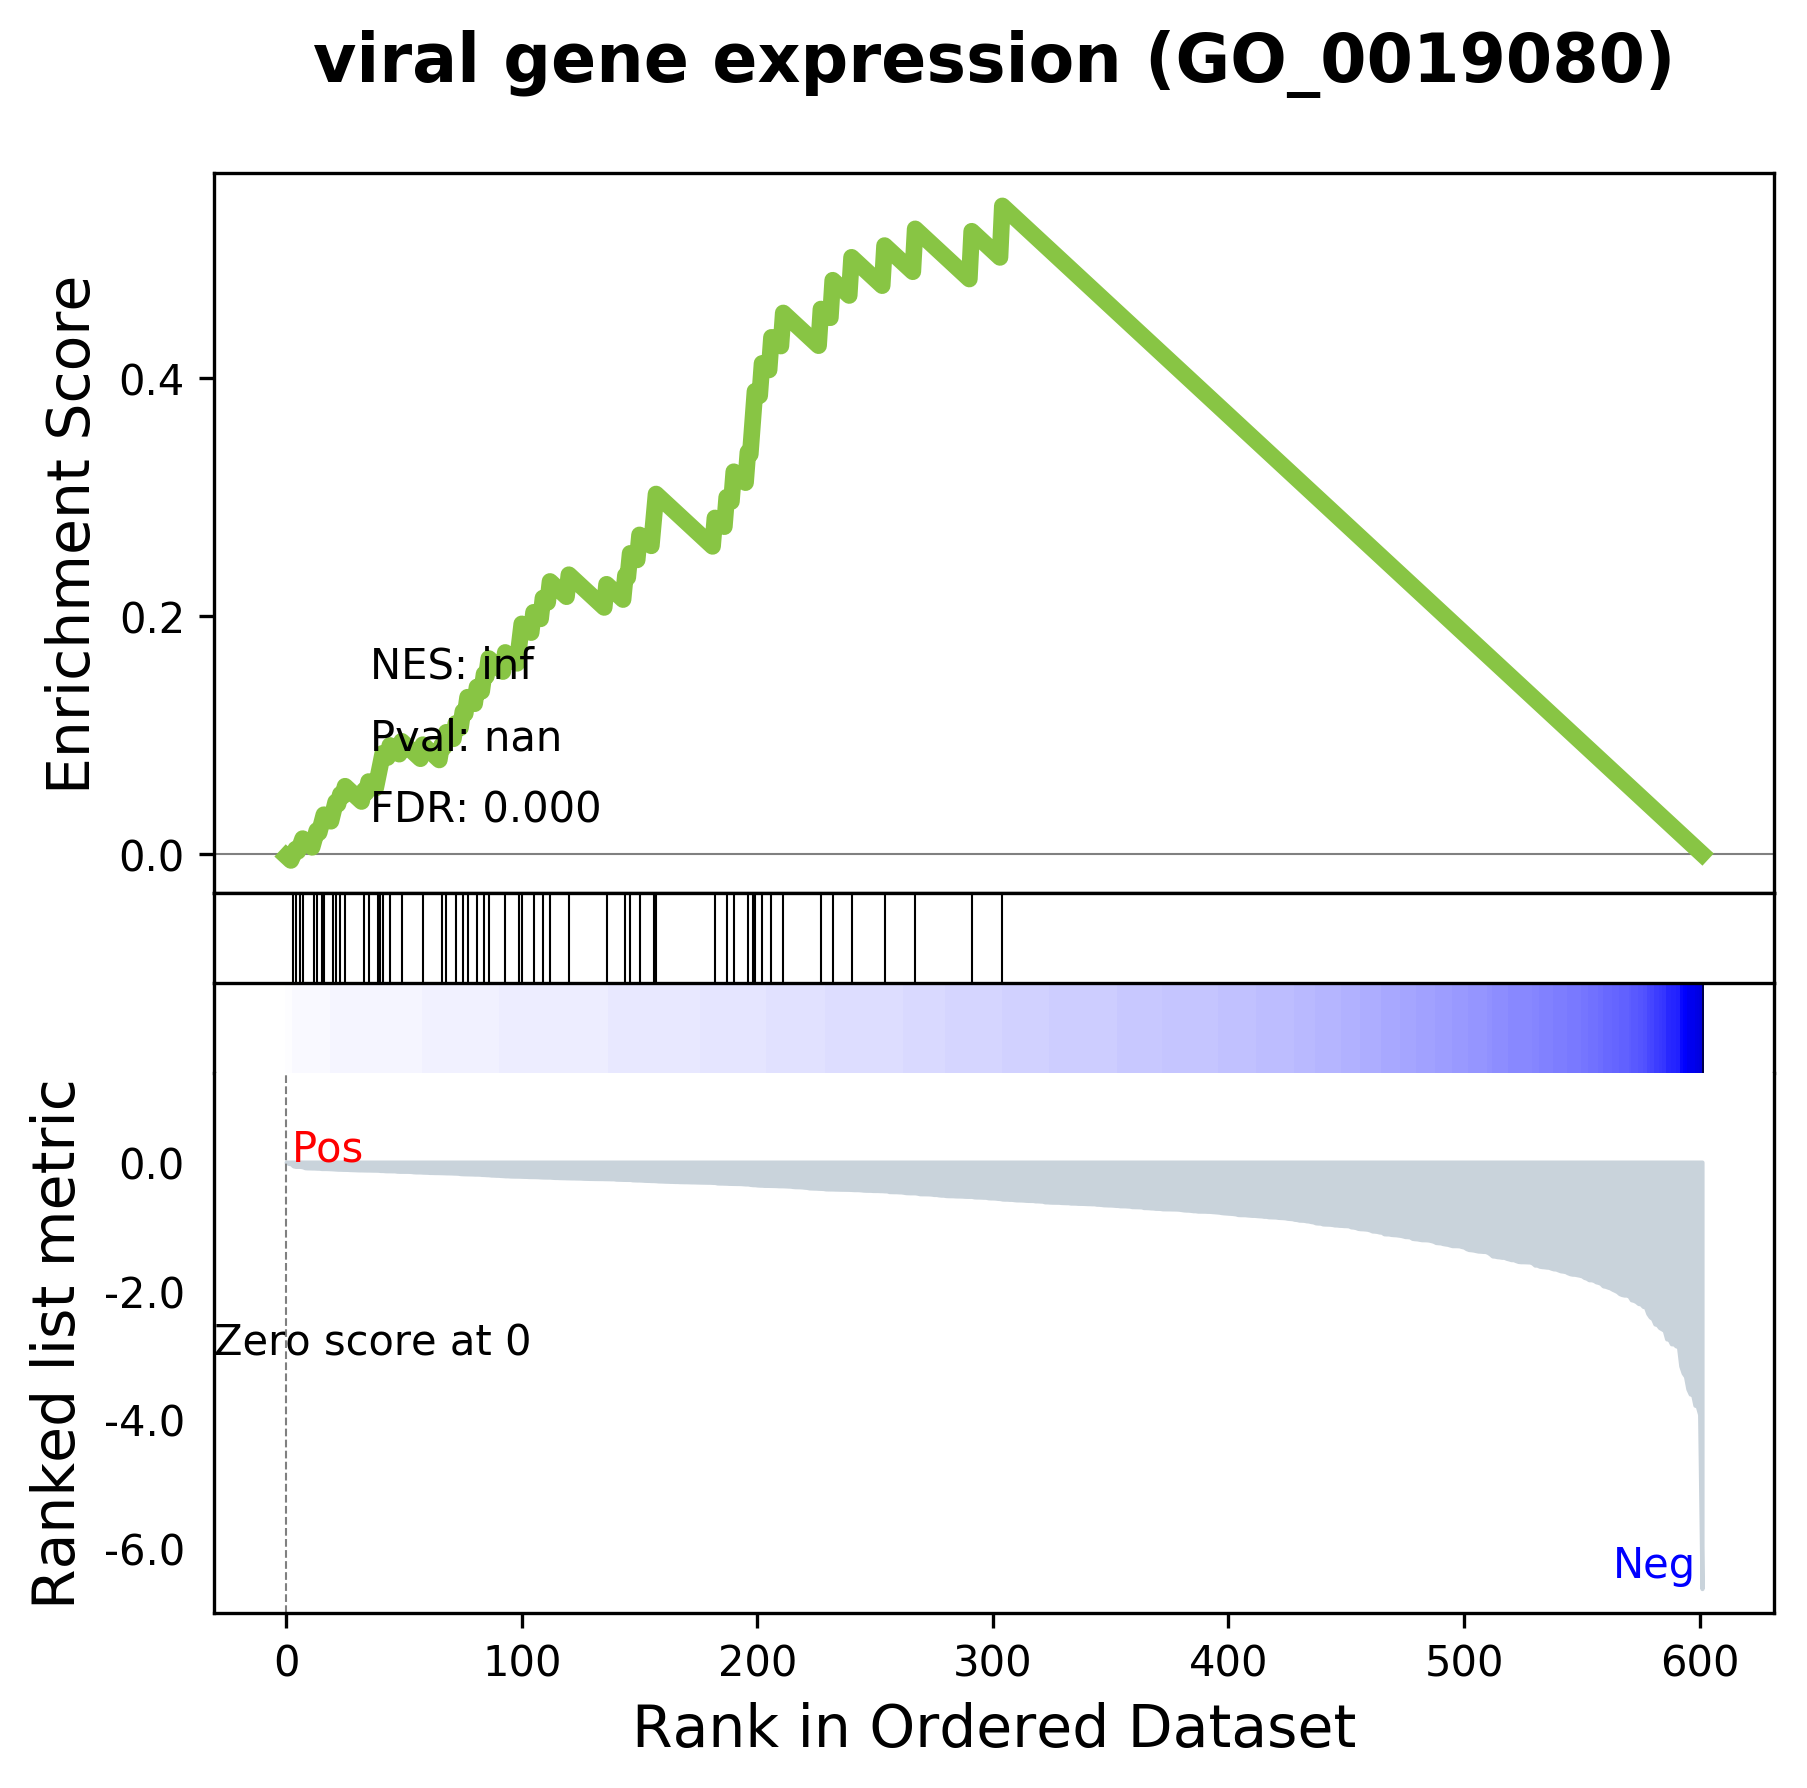 viral gene expression (GO_0019080)
Enrichment Score
0.4
0.2
0.0
NES: inf
Pval: nan
FDR: 0.000
Ranked list metric
0.0
-2.0
-4.0
-6.0
Pos
Zero score at 0
Neg
0 100 200 300 400 500 600
Rank in Ordered Dataset